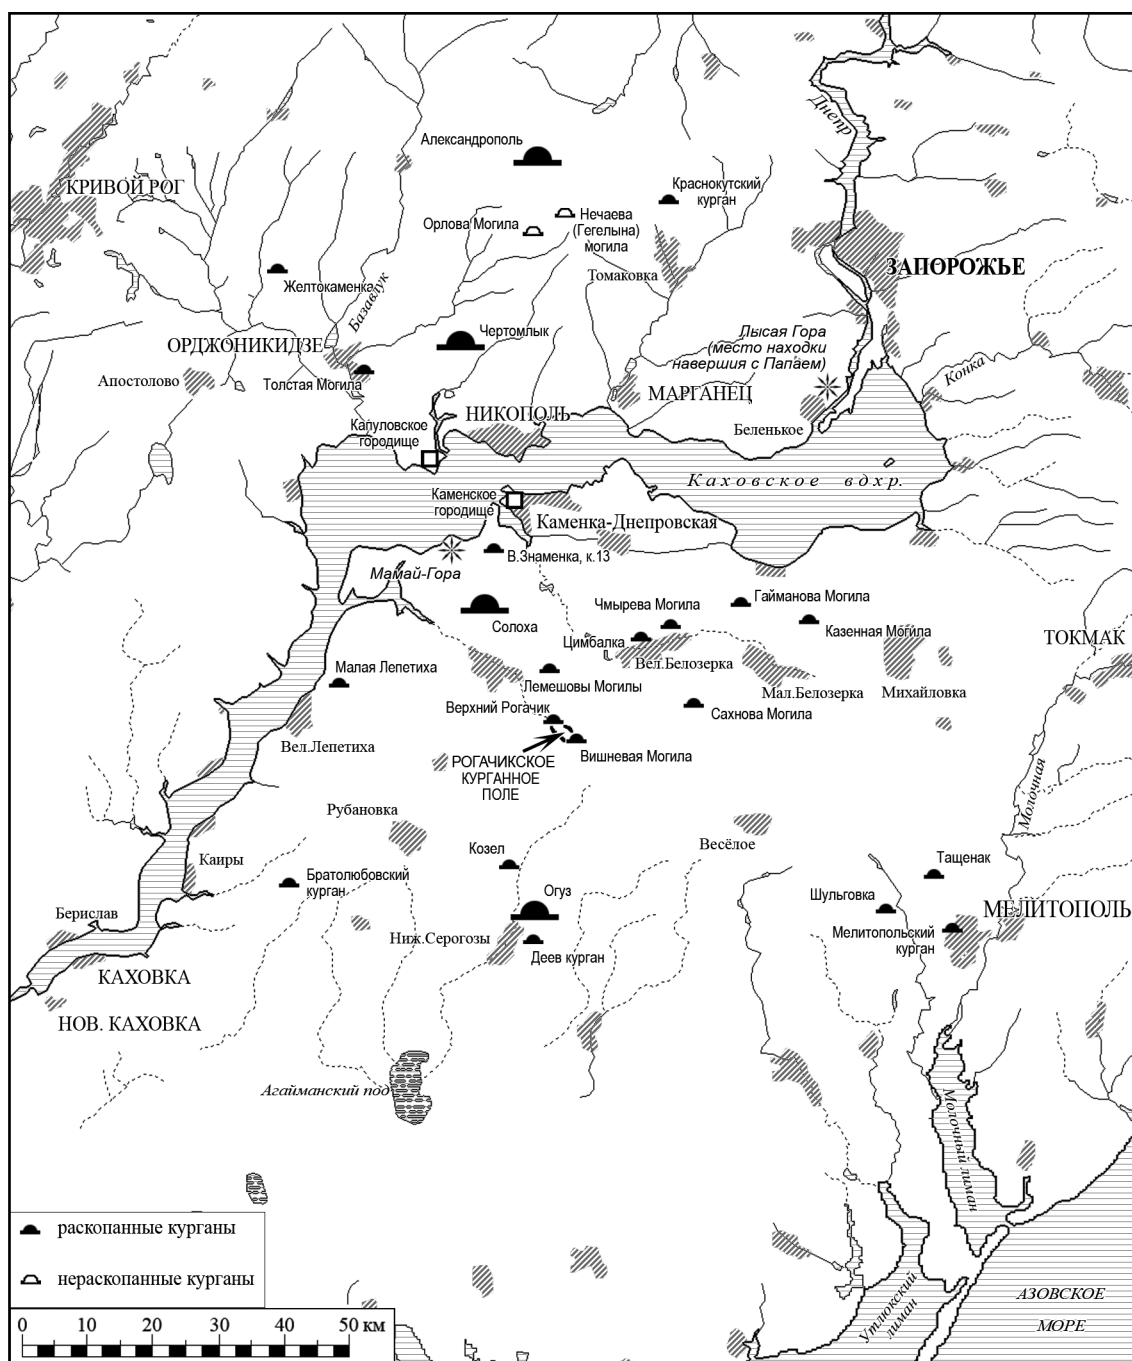 Днепр
Александрополь
КРИВОЙ РОГ
Краснокутский
курган
Орлова Могила
Нечаева
(Гегелына)
могила
Томаковка
ЗАПОРОЖЬЕ
Желтокаменка
Базавлук
Чертомлык
Лысая Гора
(место находки
навершия с Папаем)
ОРДЖОНИКИДЗЕ
Апостолово
Толстая Могила
Конка
МАРГАНЕЦ
НИКОПОЛЬ
Капуловское
городище
Беленькое
Каховское вдхр.
Каменское
городище
Каменка-Днепровская
В.Знаменка, к.13
Мамай-Гора
Солоха
Чмырева Могила
Гайманова Могила
Цимбалка
Казенная Могила
ТОКМАК
Вел.Белозерка
Малая Лепетиха
Лемешовы Могилы
Мал.Белозерка
Михайловка
Верхний Рогачик
Сахнова Могила
Вел.Лепетиха
Вишневая Могила
РОГАЧИКСКОЕ
КУРГАННОЕ
ПОЛЕ
Молочная
Рубановка
Весёлое
Каиры
Козел
Тащенак
Братолюбовский
курган
Огуз
Шульговка
Берислав
МЕЛИТОПОЛЬ
Мелитопольский
курган
Ниж.Серогозы
Деев курган
КАХОВКА
НОВ. КАХОВКА
Агайманский под
Молочный лиман
раскопанные курганы
нераскопанные курганы
Утлюкский
лиман
АЗОВСКОЕ
МОРЕ
0 10 20 30 40 50 км